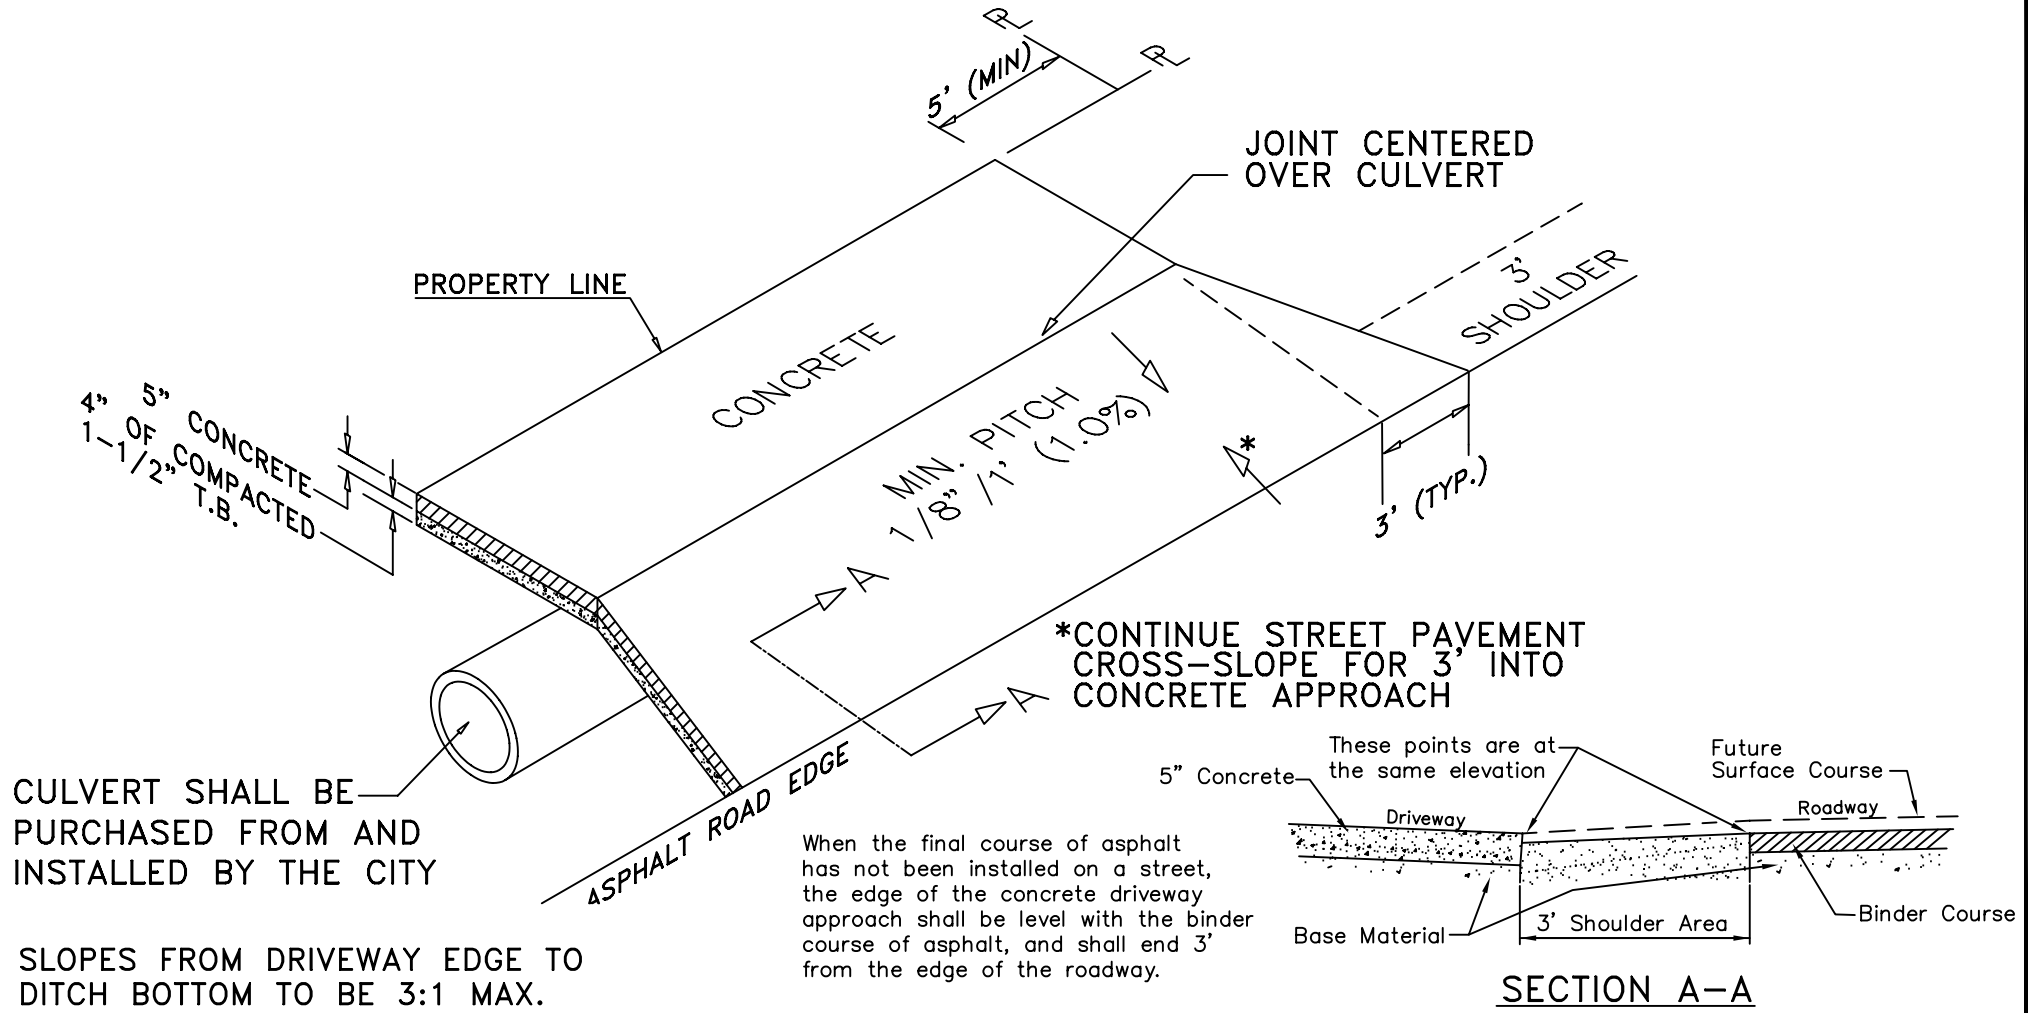 PL
PL
5' (MIN)
JOINT CENTERED
OVER CULVERT
PROPERTY LINE
3'
SHOULDER
CONCRETE
5" CONCRETE
4" OF COMPACTED
1-1/2" T.B.
MIN. PITCH
1/8" /1' (1.0%)
*
3' (TYP.)
A
A
*CONTINUE STREET PAVEMENT
CROSS-SLOPE FOR 3' INTO
CONCRETE APPROACH
ASPHALT ROAD EDGE
CULVERT SHALL BE
PURCHASED FROM AND
INSTALLED BY THE CITY
SLOPES FROM DRIVEWAY EDGE TO
DITCH BOTTOM TO BE 3:1 MAX.
When the final course of asphalt
has not been installed on a street,
the edge of the concrete driveway
approach shall be level with the binder
course of asphalt, and shall end 3'
from the edge of the roadway.
These points are at
the same elevation
Future
Surface Course
5" Concrete
Driveway
Roadway
Base Material
3' Shoulder Area
Binder Course
SECTION A-A